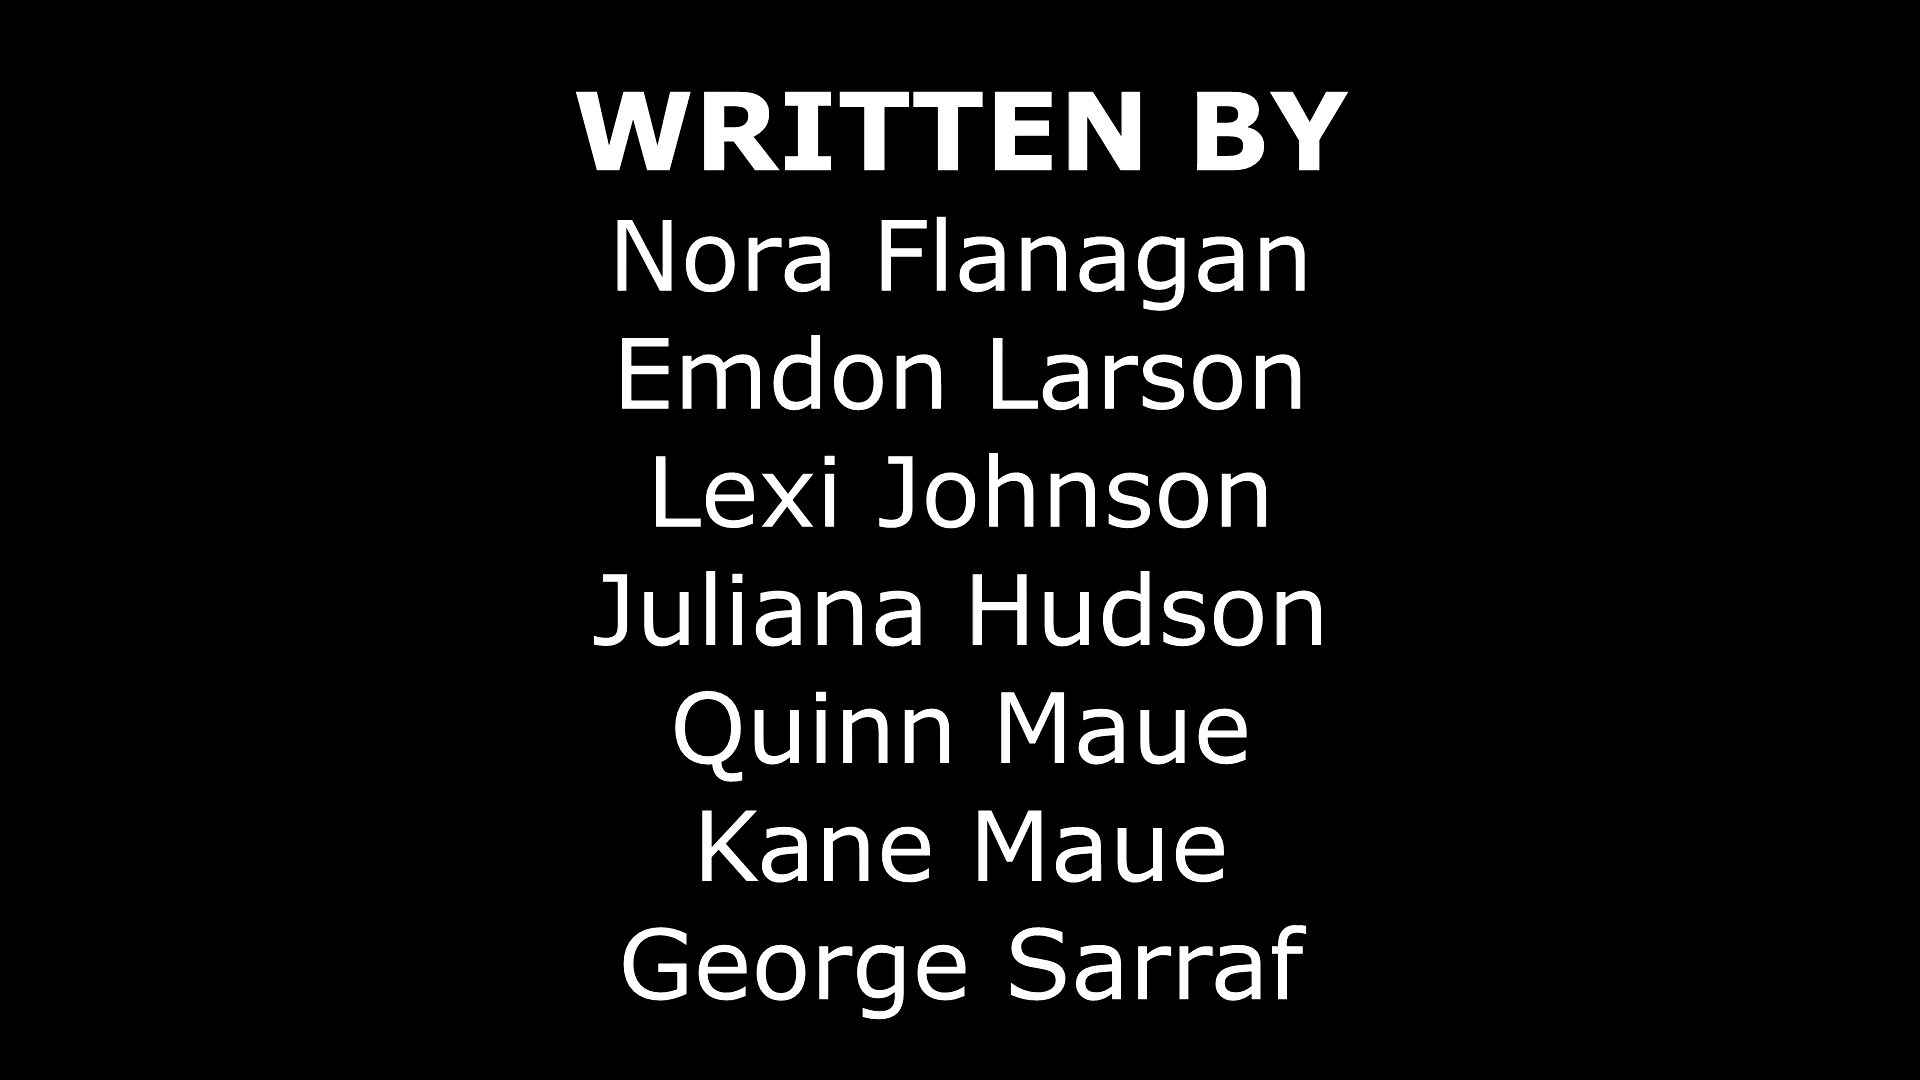 WRITTEN BY
Nora Flanagan
Emdon Larson
Lexi Johnson
Juliana Hudson
Quinn Maue
Kane Maue
George Sarraf